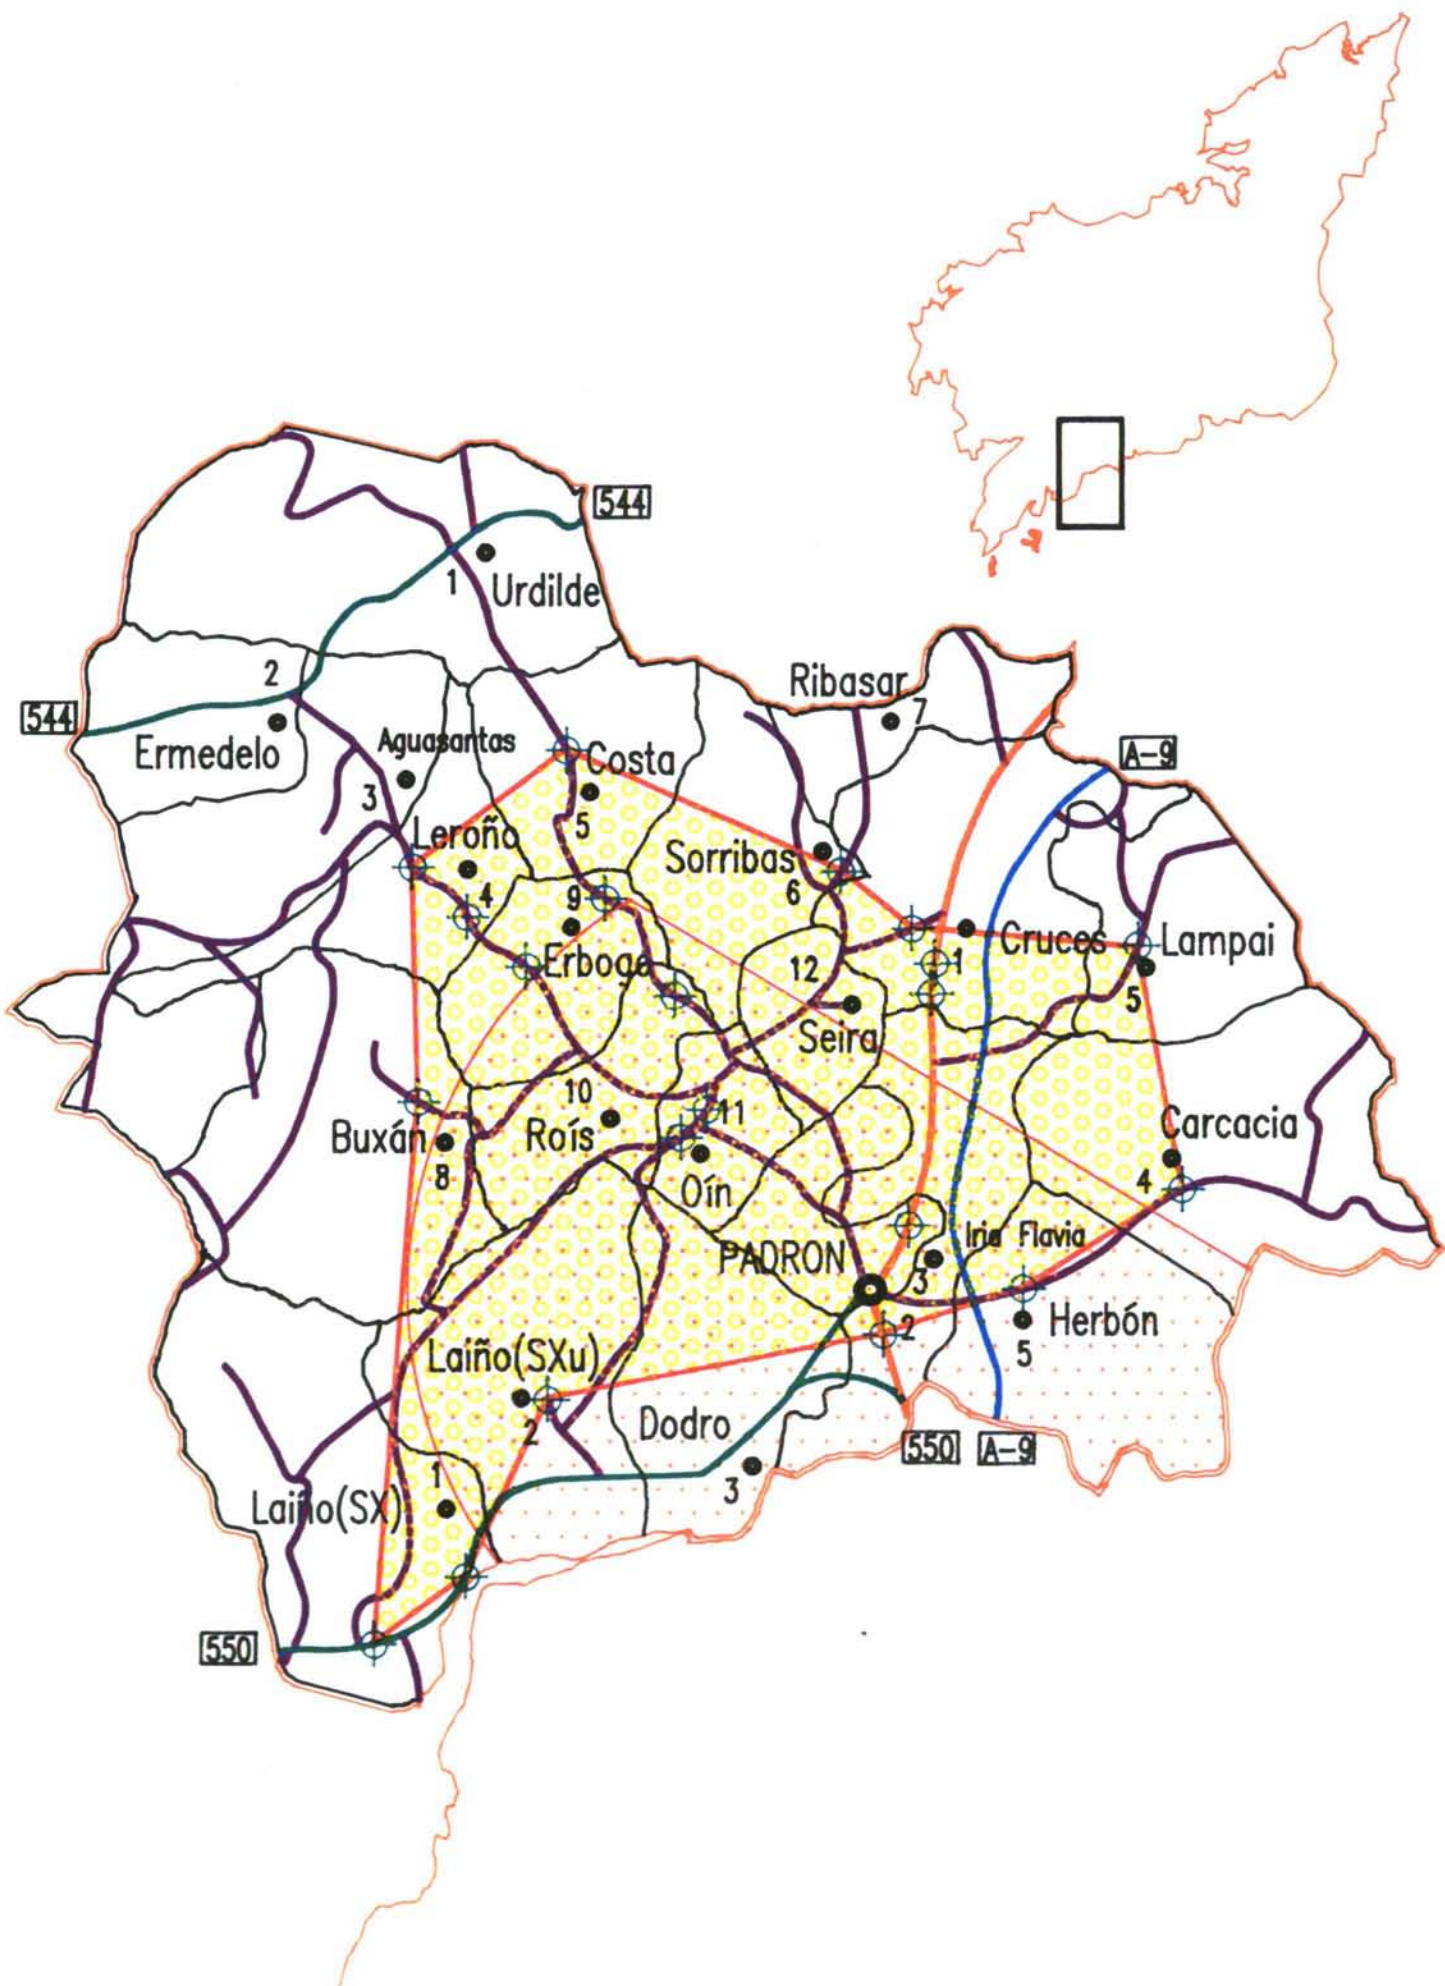 544
1
Urdilde
2
Ribasar
7
544
Ermedelo
Aguasantas
Costa
A-9
3
5
Leroño
Sorribas
4
9
6
Cruces
Lampai
Erboge
12
1
5
Seira
10
11
Carcacia
Buxán
Roís
8
Oín
4
PADRON
Iria Flavia
3
2
Herbón
5
Laiño(SXu)
2
Dodro
550
A-9
1
3
Laiño(SX)
550